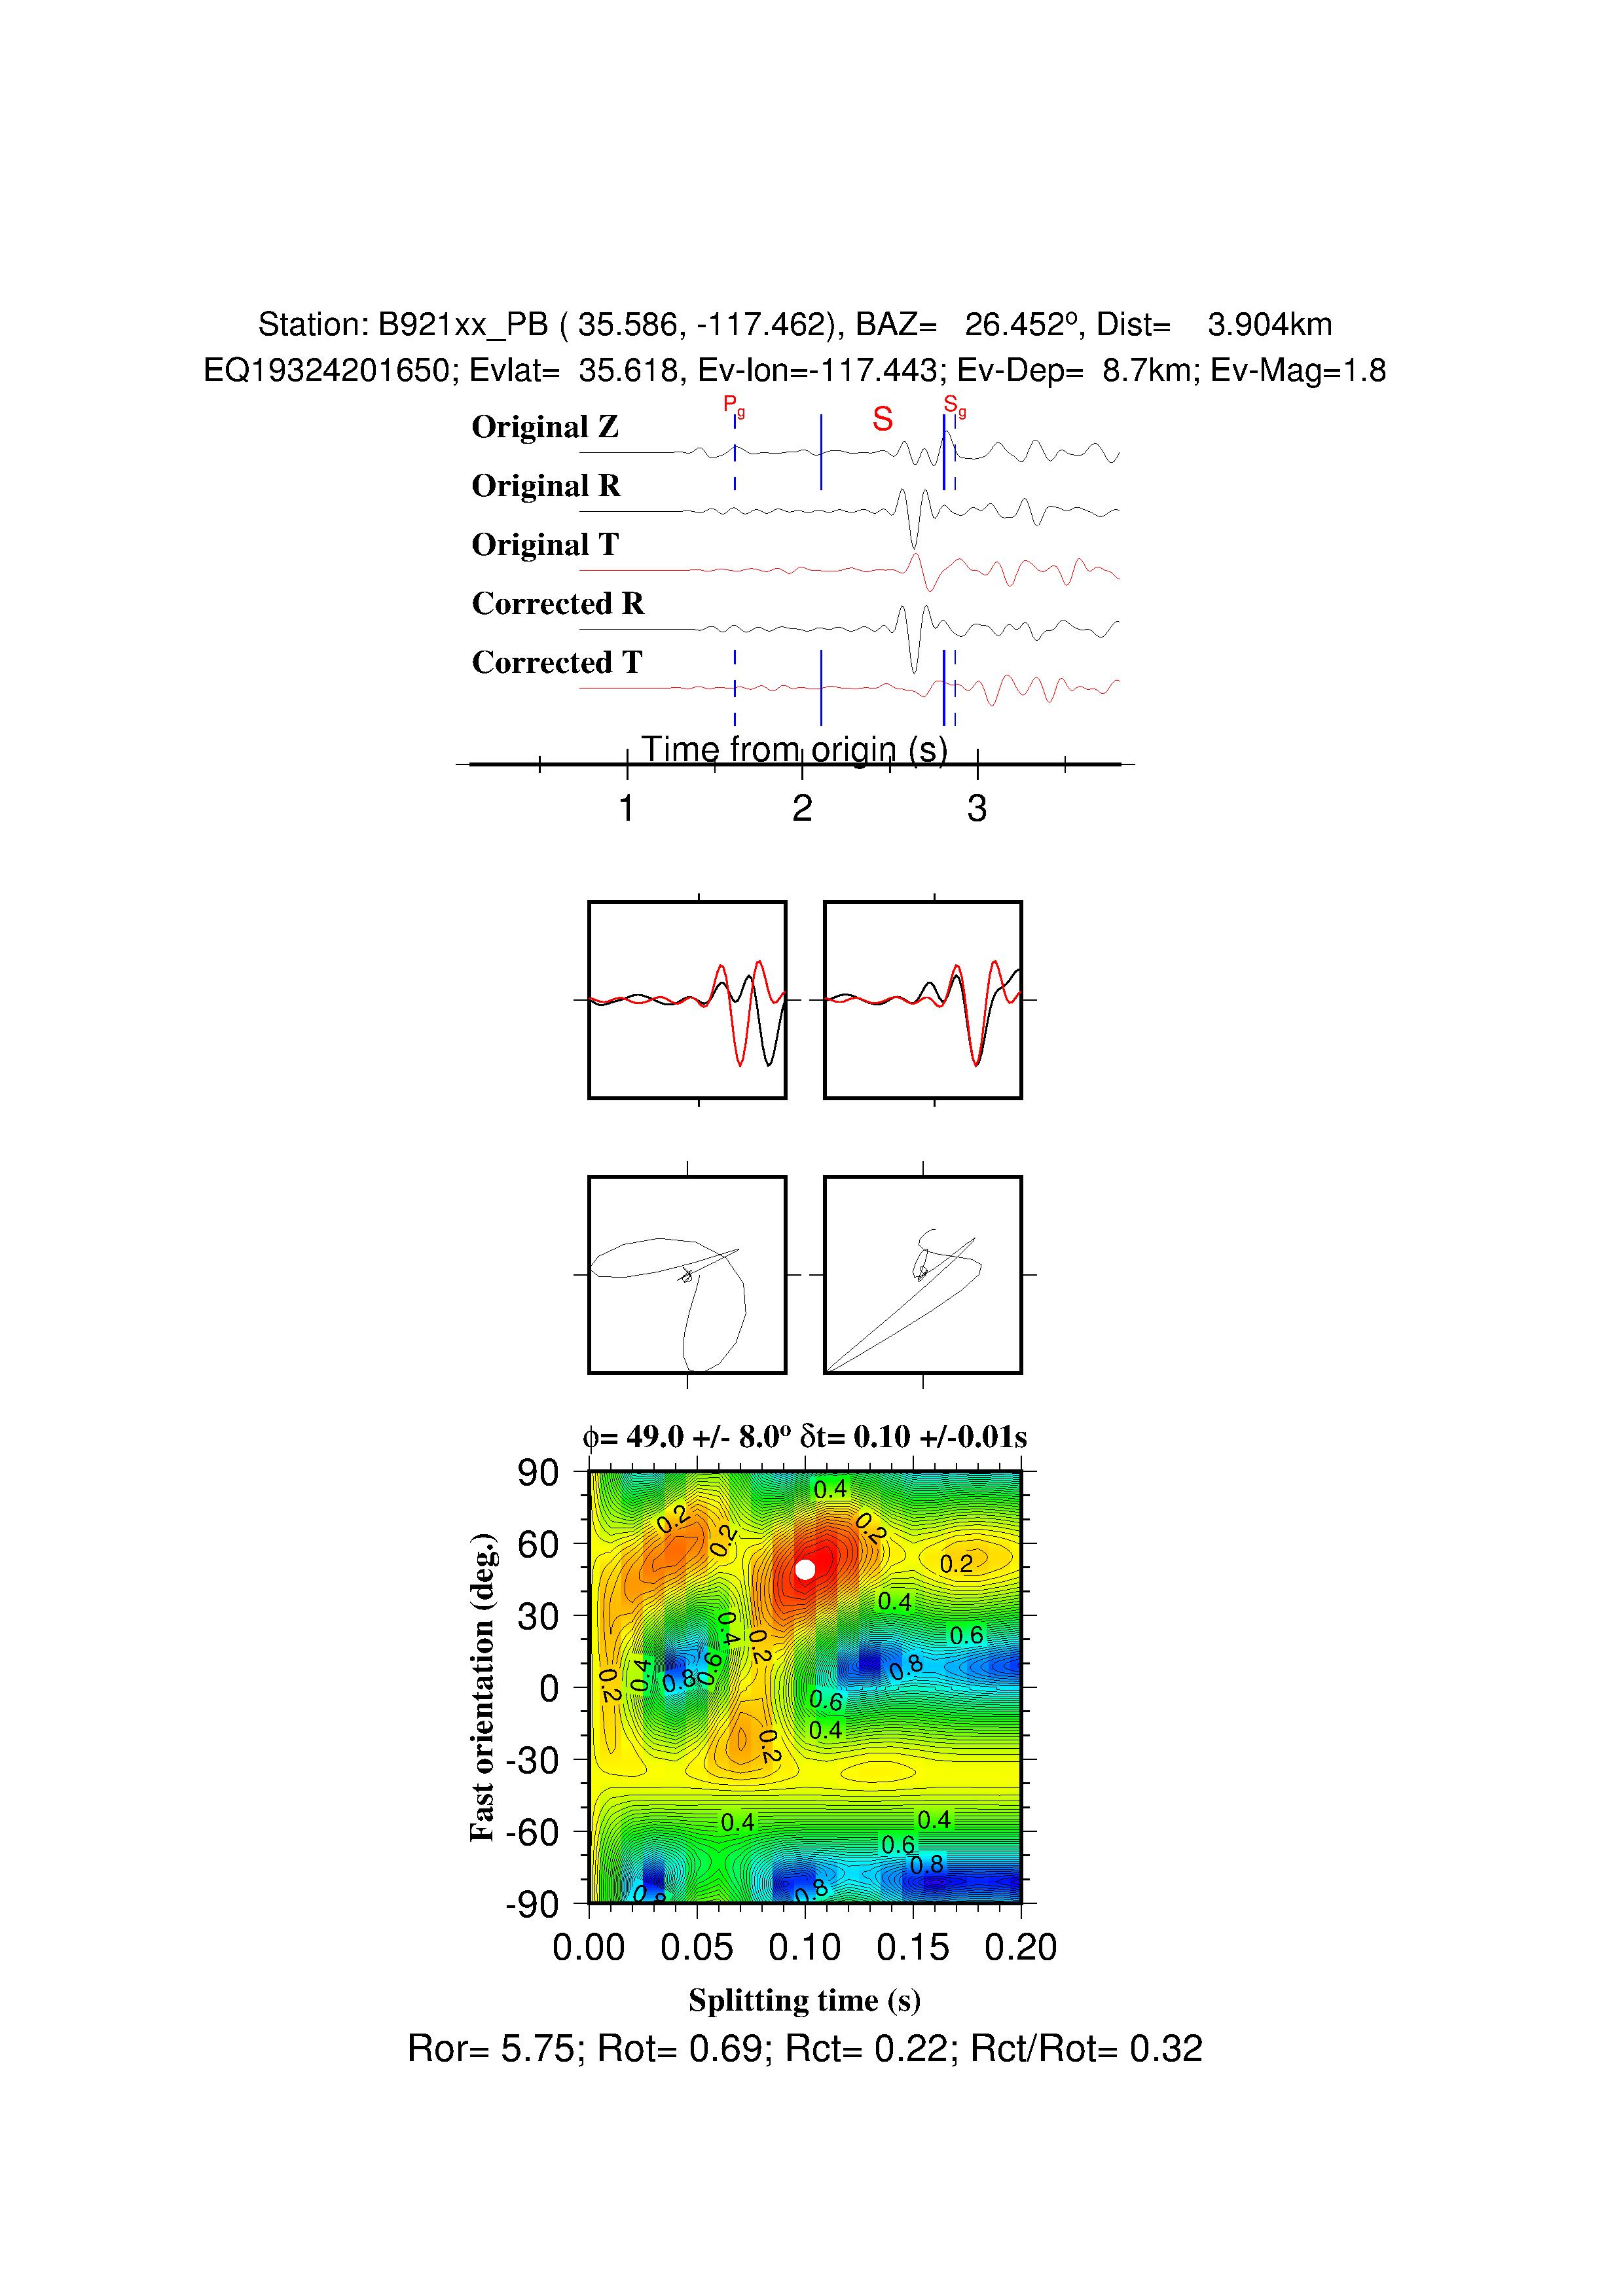 Station: B921xx_PB ( 35.586, -117.462), BAZ= 26.452º, Dist= 3.904km
EQ19324201650; Evlat= 35.618, Ev-lon=-117.443; Ev-Dep= 8.7km; Ev-Mag=1.8
Pg S Sg
Original Z
Original R
Original T
Corrected R
Corrected T
Time from origin (s)
1 2 3
ϕ= 49.0 +/- 8.0º δt= 0.10 +/-0.01s
Fast orientation (deg.)
90
60
30
0
-30
-60
-90
0.4
0.2 0.2 0.2
0.2
0.4
0.4 0.2 0.6
0.2 0.4 0.8 0.6 0.8
0.6
0.2 0.4
0.4 0.4
0.6
0.8
0.8 0.8
0.00 0.05 0.10 0.15 0.20
Splitting time (s)
Ror= 5.75; Rot= 0.69; Rct= 0.22; Rct/Rot= 0.32